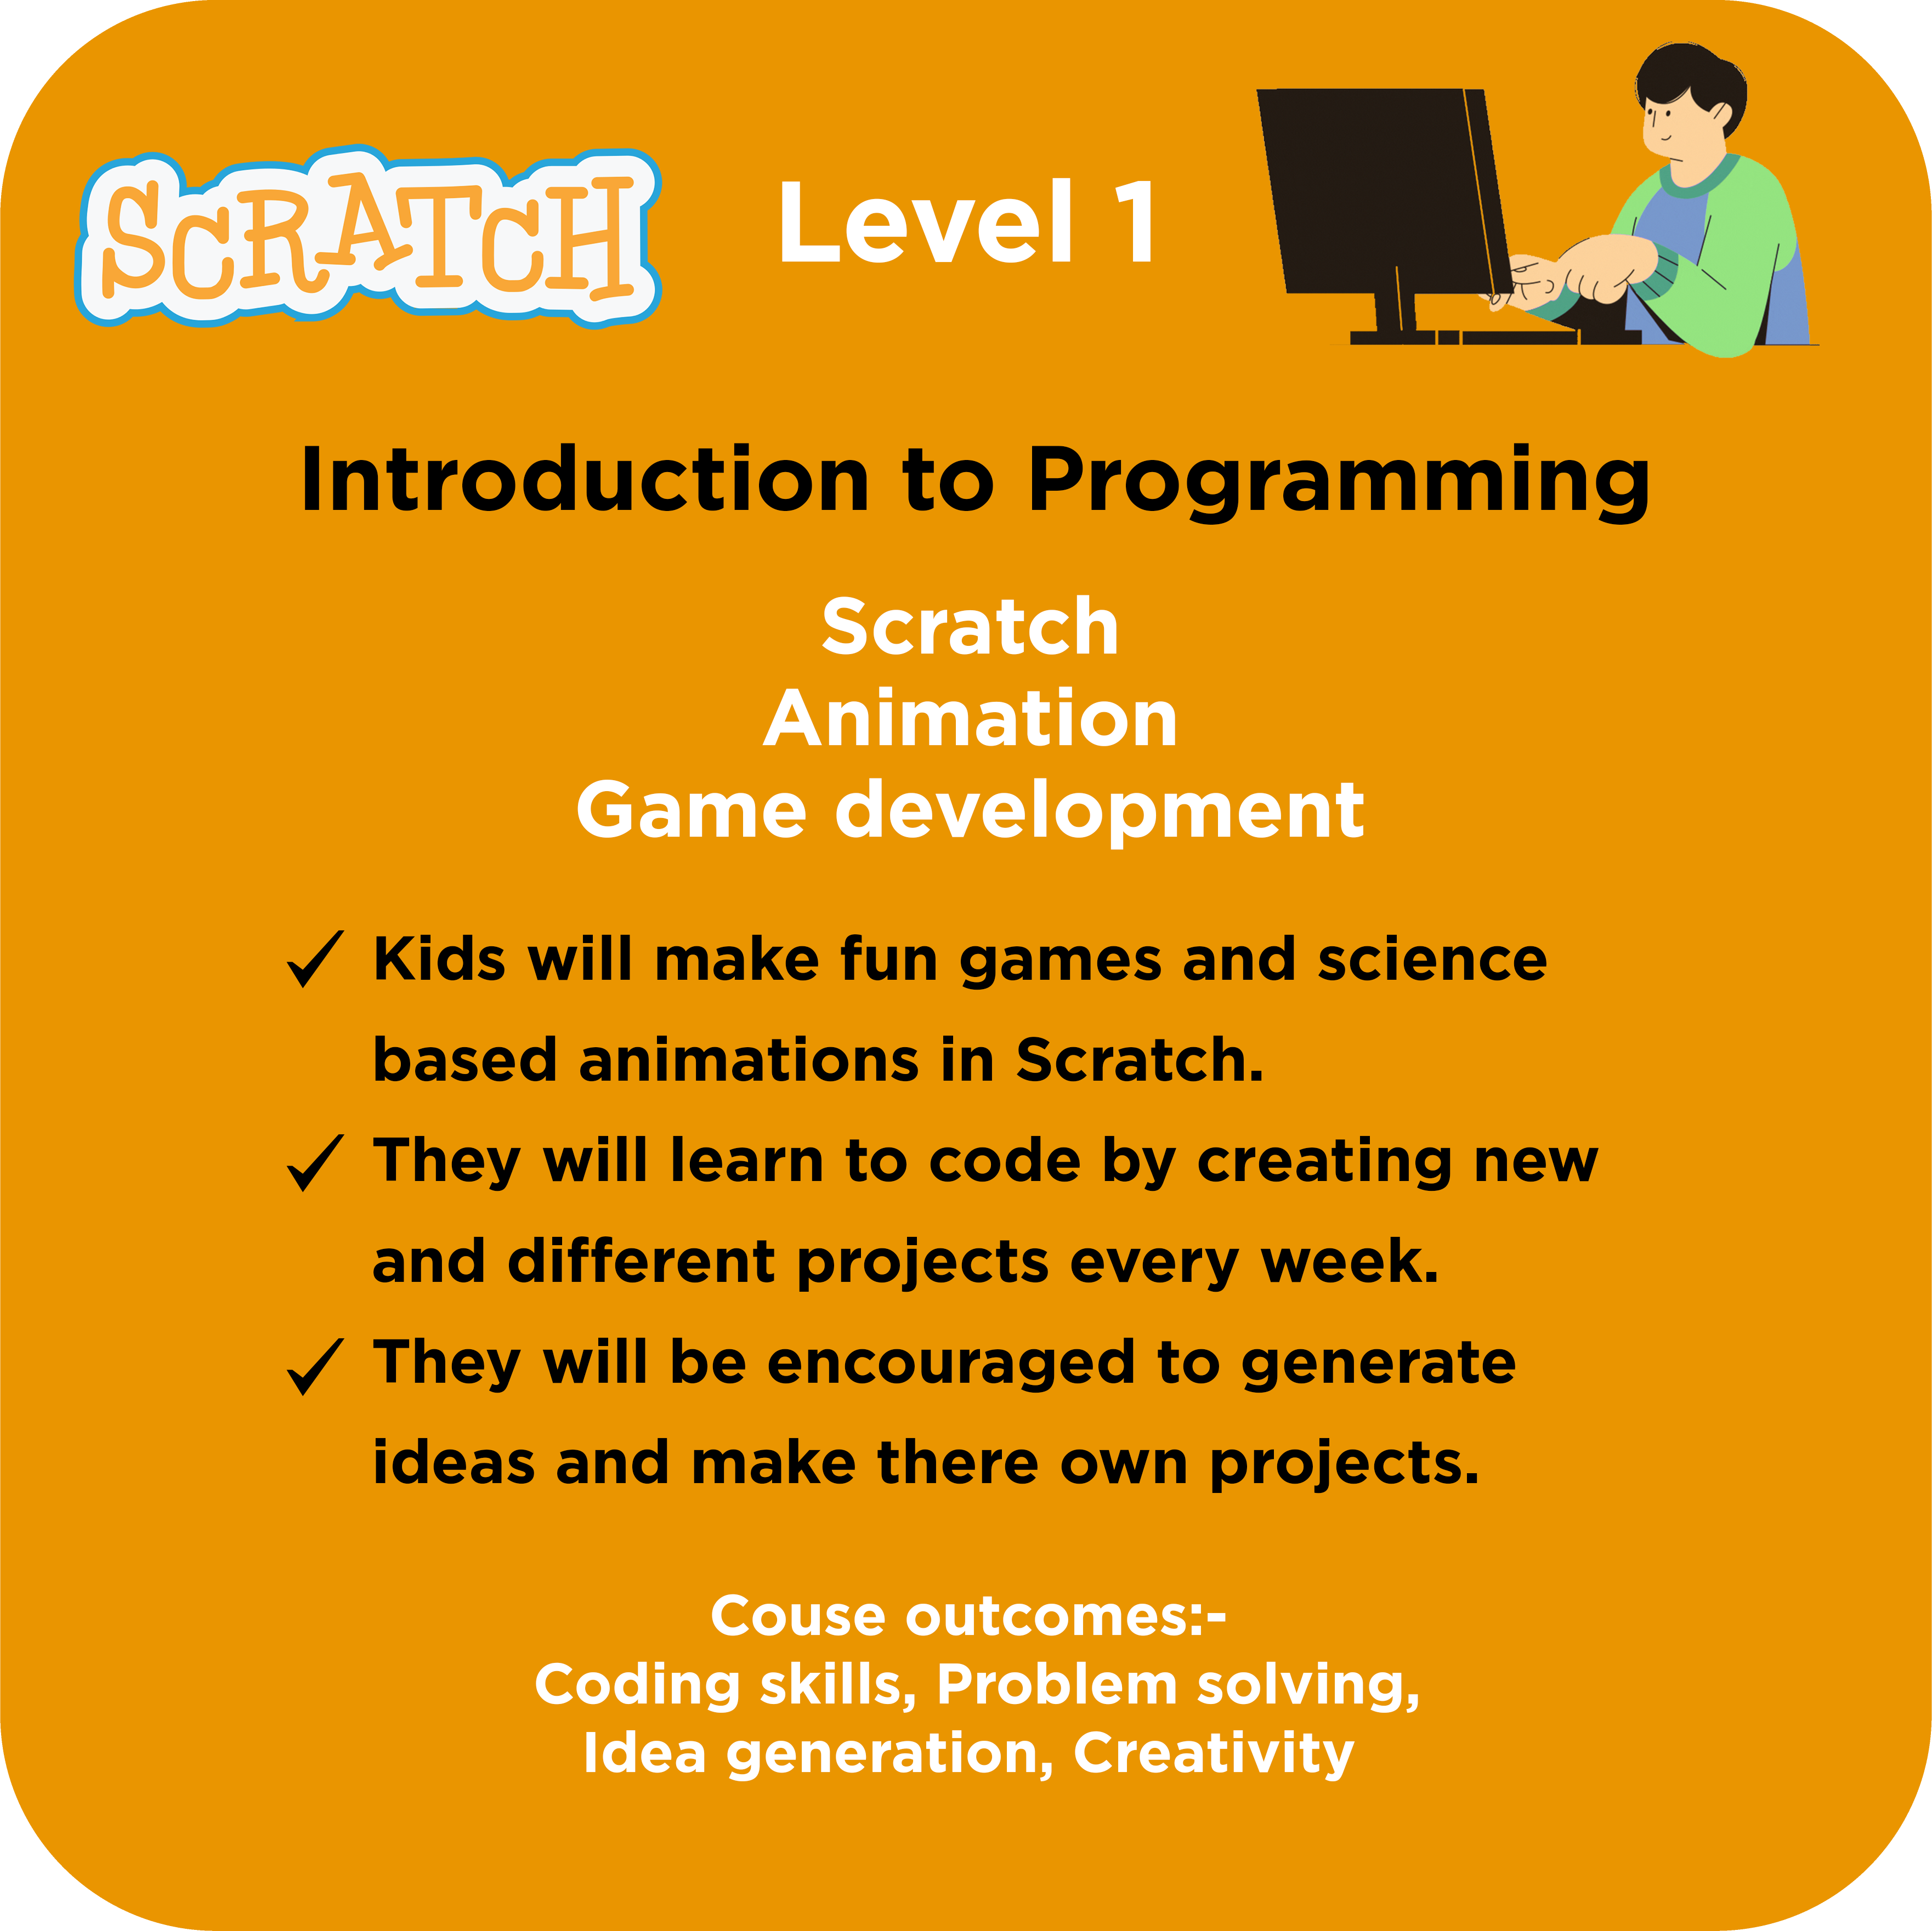 SCRATCH
Level 1
Introduction to Programming
Scratch
Animation
Game development
Kids will make fun games and science
based animations in Scratch.
They will learn to code by creating new
and different projects every week.
They will be encouraged to generate
ideas and make there own projects.
Couse outcomes:-
Coding skills, Problem solving,
Idea generation, Creativity